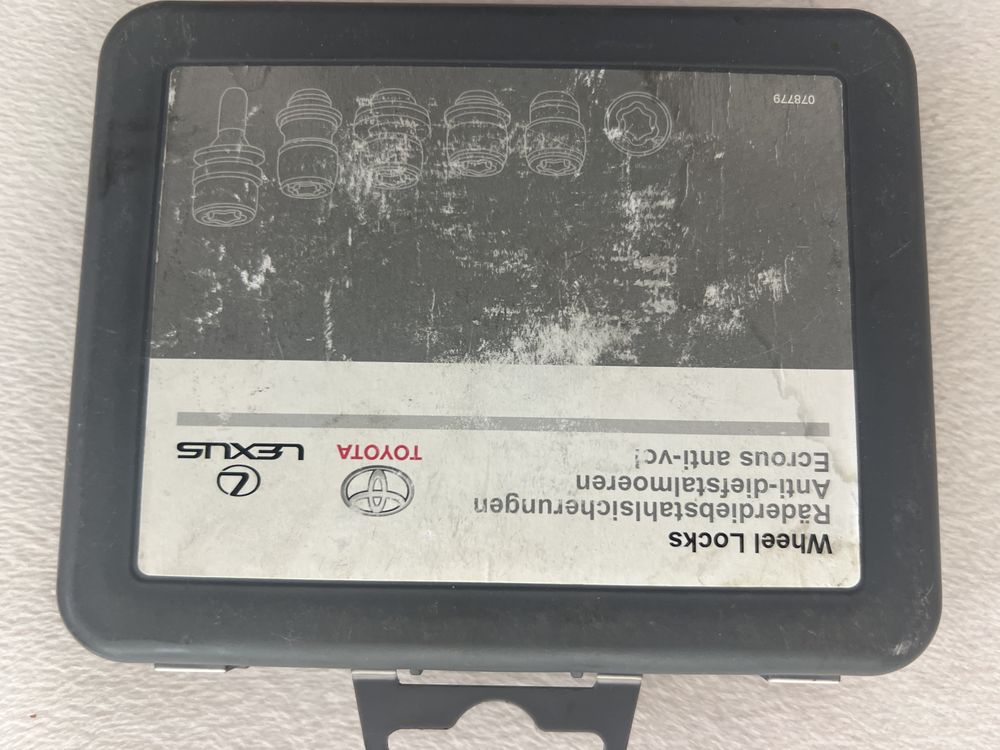 Wheel Locks
Räderdiebstahlsicherungen
Anti-diefstalmoeren
Ecrous anti-vol
TOYOTA
LEXUS
078779